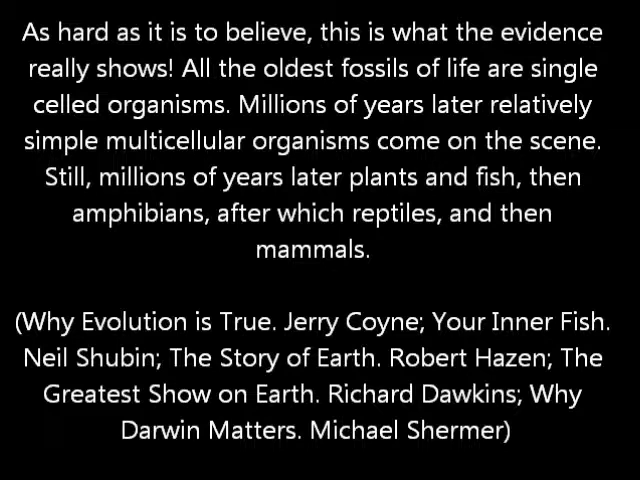 As hard as it is to believe, this is what the evidence
really shows! All the oldest fossils of life are single
celled organisms. Millions of years later relatively
simple multicellular organisms come on the scene.
Still, millions of years later plants and fish, then
amphibians, after which reptiles, and then
mammals.
(Why Evolution is True. Jerry Coyne; Your Inner Fish.
Neil Shubin; The Story of Earth. Robert Hazen; The
Greatest Show on Earth. Richard Dawkins; Why
Darwin Matters. Michael Shermer)